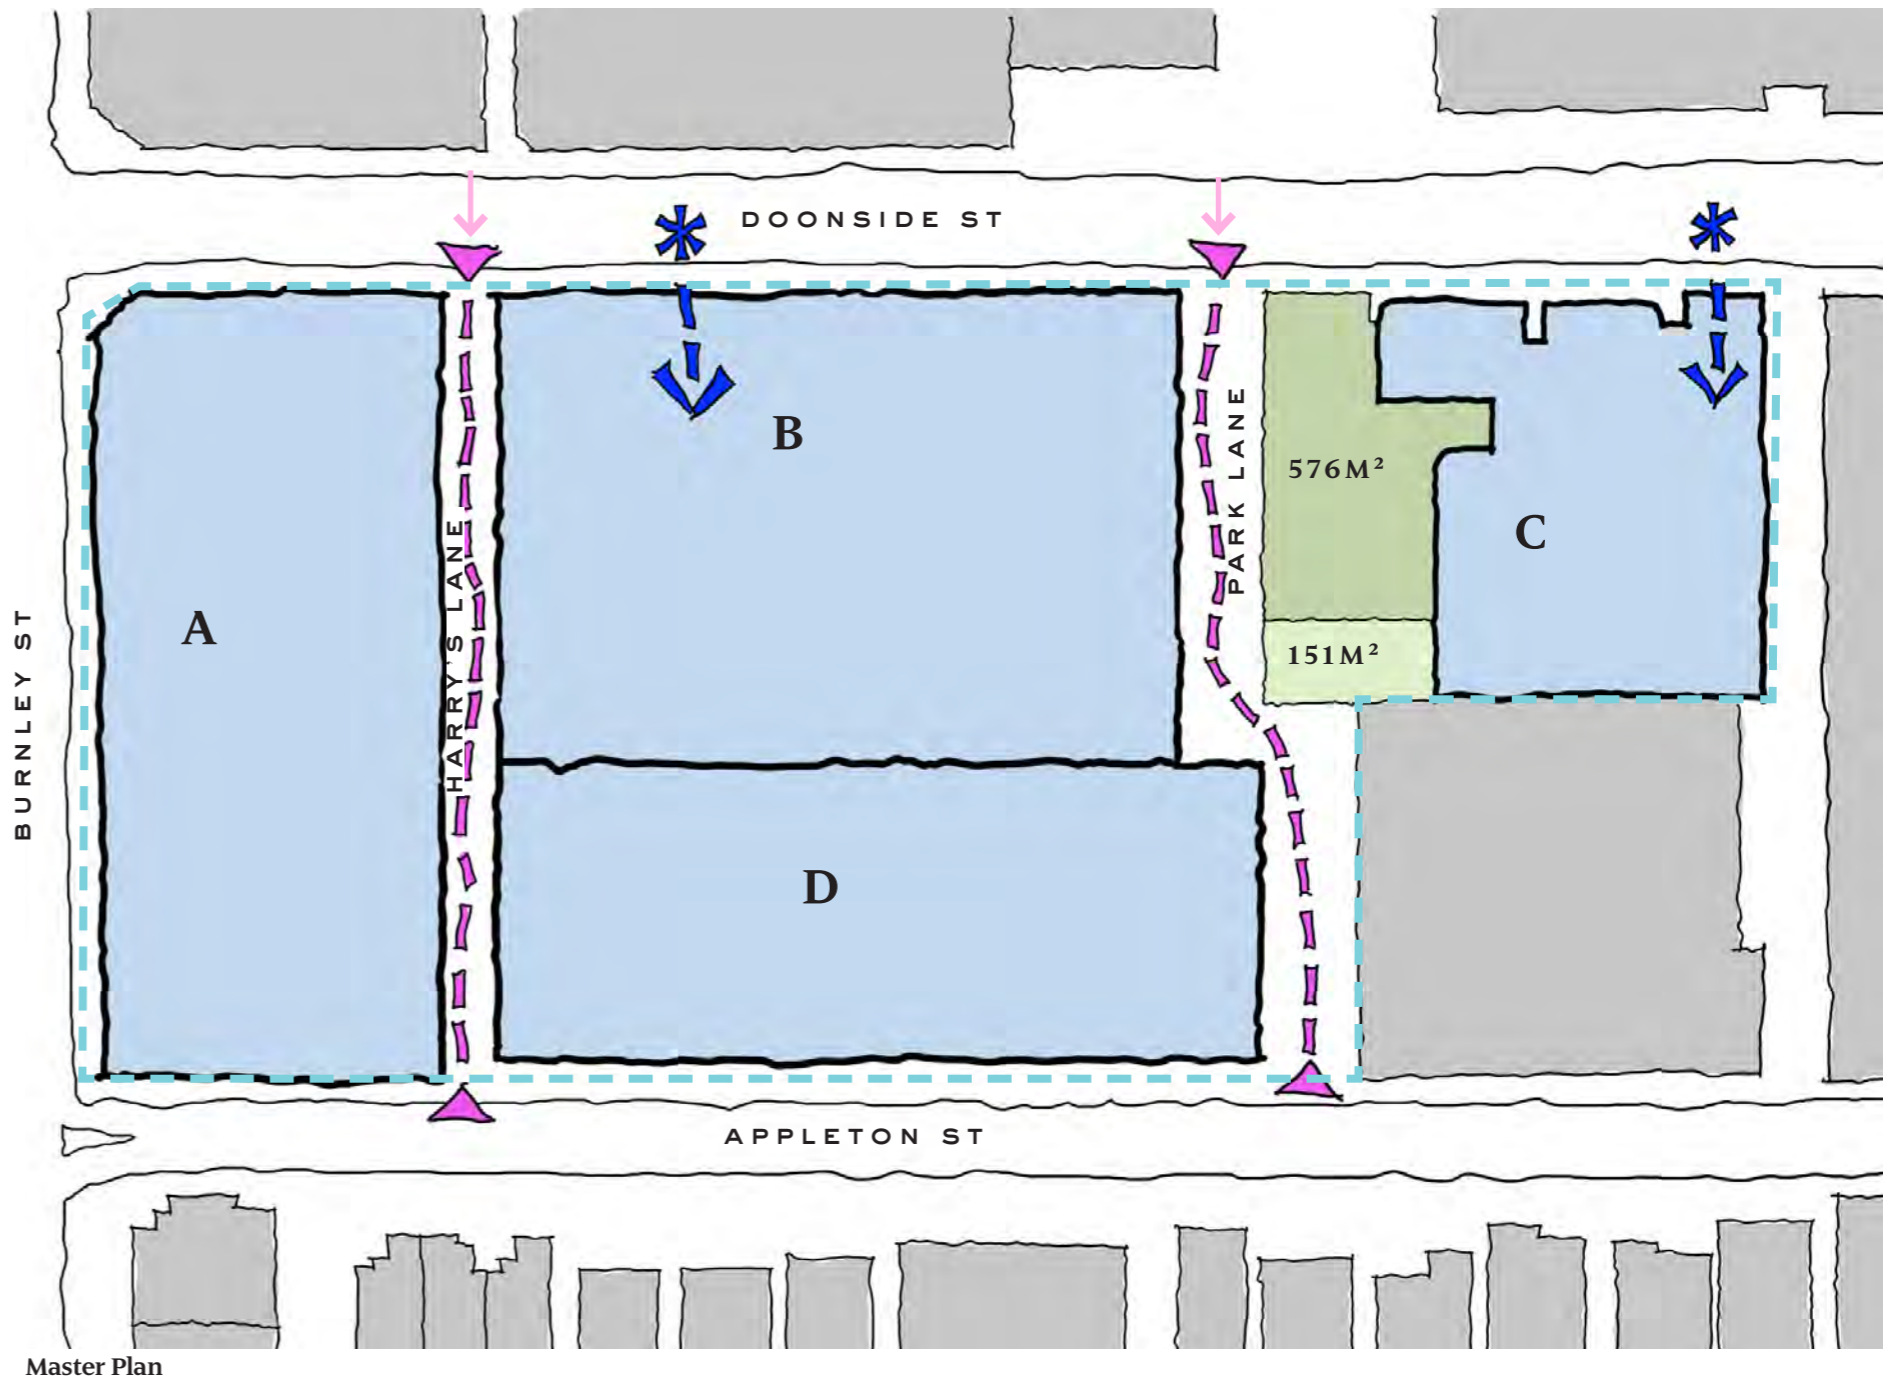 DOONSIDE ST
B
PARK LANE
576M²
C
HARRY'S LANE
A
BURNLEY ST
151M²
D
APPLETON ST
Master Plan